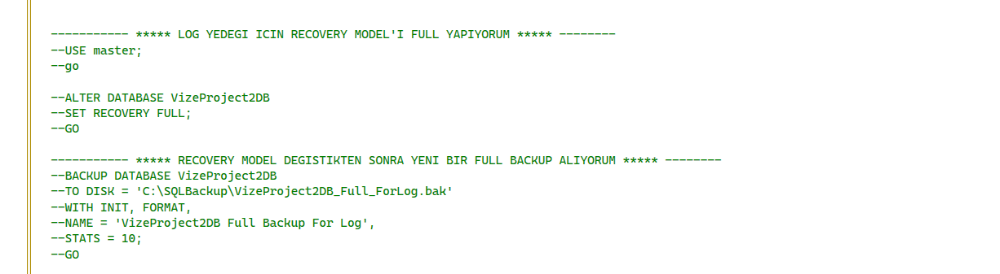 ----------- ***** LOG YEDEGI ICIN RECOVERY MODEL'I FULL YAPIYORUM ***** --------
--USE master;
--go
--ALTER DATABASE VizeProject2DB
--SET RECOVERY FULL;
--GO
----------- ***** RECOVERY MODEL DEGISTIKTEN SONRA YENI BIR FULL BACKUP ALIYORUM ***** --------
--BACKUP DATABASE VizeProject2DB
--TO DISK = 'C:\SQLBackup\VizeProject2DB_Full_ForLog.bak'
--WITH INIT, FORMAT,
--NAME = 'VizeProject2DB Full Backup For Log',
--STATS = 10;
--GO